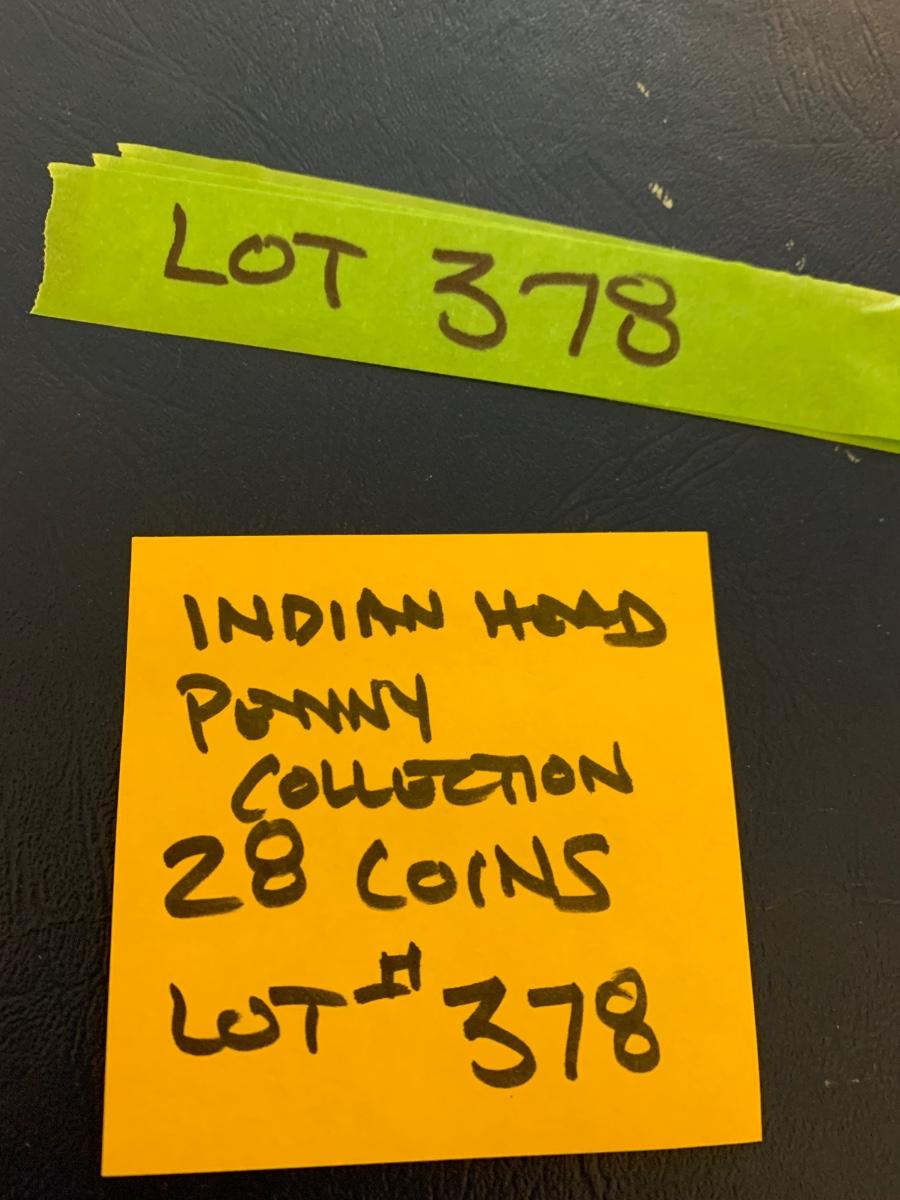 LOT 378
INDIAN HEAD
PENNY
COLLECTION
28 COINS
LOT # 378